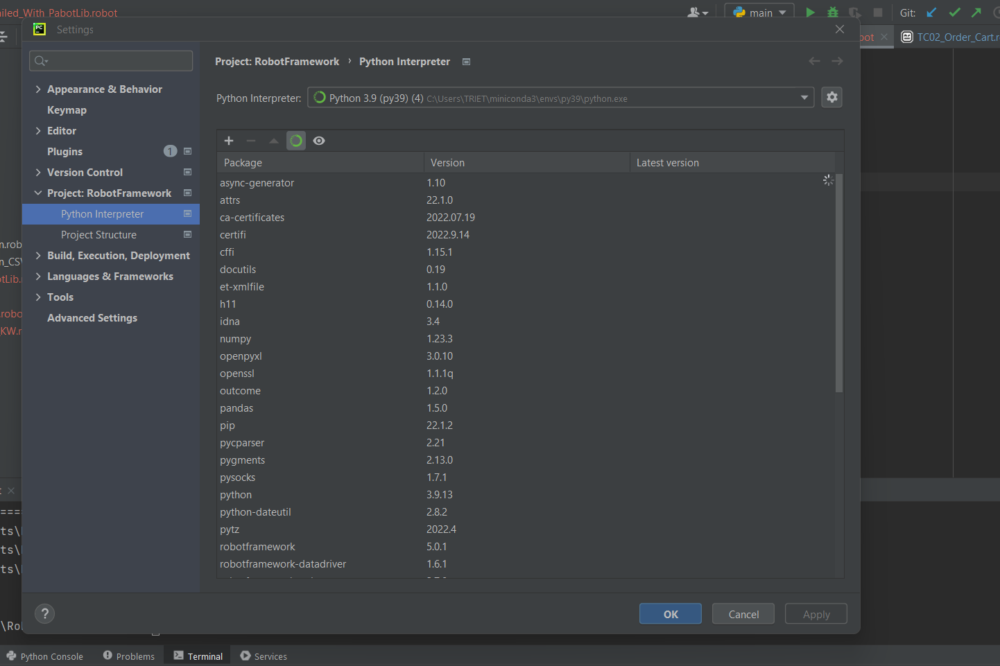 ailed_With_PabotLib.robot
main
Git:
PC
Settings
bot
TC02_Order_Cart.r
Project: RobotFramework › Python Interpreter
Python Interpreter: Python 3.9 (py39) (4) C:\Users\TRIET\miniconda3\envs\py39\python.exe
Appearance & Behavior
Keymap
Editor
Plugins 1
Version Control
Project: RobotFramework
Python Interpreter
Project Structure
Build, Execution, Deployment
Languages & Frameworks
Tools
Advanced Settings
Package Version Latest version
async-generator 1.10
attrs 22.1.0
ca-certificates 2022.07.19
certifi 2022.9.14
cffi 1.15.1
docutils 0.19
et-xmlfile 1.1.0
h11 0.14.0
idna 3.4
numpy 1.23.3
openpyxl 3.0.10
openssl 1.1.1q
outcome 1.2.0
pandas 1.5.0
pip 22.1.2
pycparser 2.21
pygments 2.13.0
pysocks 1.7.1
python 3.9.13
python-dateutil 2.8.2
pytz 2022.4
robotframework 5.0.1
robotframework-datadriver 1.6.1
n.rob
n_CS
otLib.
.robo
KW.r
====
ts\
ts\
ts\
\Ro
?
OK Cancel Apply
Python Console Problems Terminal Services